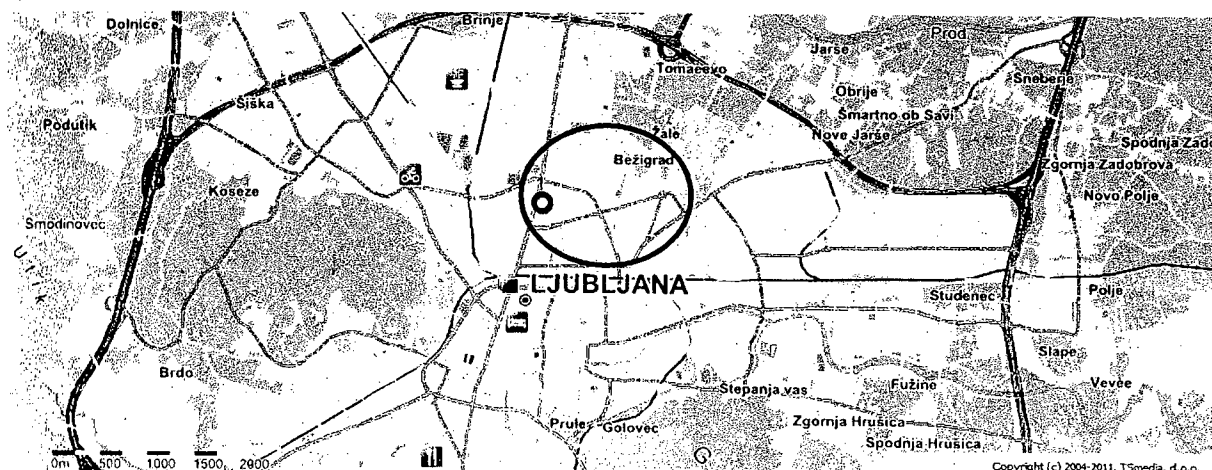 Dolnice
Brinje
Jarše
Prod
Tomačevo
Sneberje
Obrije
Šiška
Šmartno ob Savi
Podutik
Žale
Nove Jarše
Spodnja Zado
Bežigrad
Zgornja Zadobrova
Koseze
Novo Polje
Smodinovec
LJUBLJANA
Studenec
Polje
Slape
Brdo
Štepanja vas
Fužine
Vevče
Prule
Golovec
Zgornja Hrušica
Spodnja Hrušica
0m 500 1000 1500 2000
Copyright (c) 2004-2011, TSmedia, d.o.o.